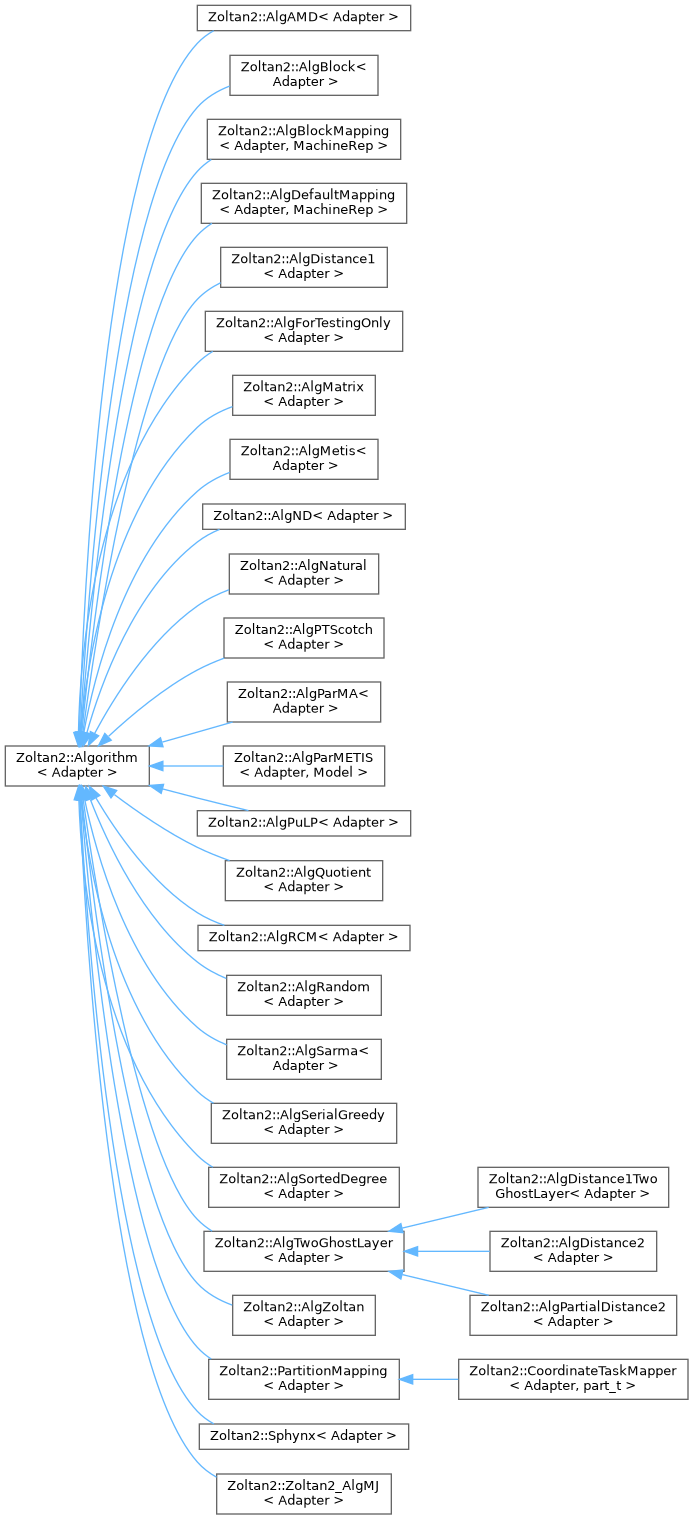 Zoltan2::AlgAMD< Adapter >
Zoltan2::AlgBlock<
Adapter >
Zoltan2::AlgBlockMapping
< Adapter, MachineRep >
Zoltan2::AlgDefaultMapping
< Adapter, MachineRep >
Zoltan2::AlgDistance1
< Adapter >
Zoltan2::AlgForTestingOnly
< Adapter >
Zoltan2::AlgMatrix
< Adapter >
Zoltan2::AlgMetis<
Adapter >
Zoltan2::AlgND< Adapter >
Zoltan2::AlgNatural
< Adapter >
Zoltan2::AlgPTScotch
< Adapter >
Zoltan2::AlgParMA<
Adapter >
Zoltan2::Algorithm
< Adapter >
Zoltan2::AlgParMETIS
< Adapter, Model >
Zoltan2::AlgPuLP< Adapter >
Zoltan2::AlgQuotient
< Adapter >
Zoltan2::AlgRCM< Adapter >
Zoltan2::AlgRandom
< Adapter >
Zoltan2::AlgSarma<
Adapter >
Zoltan2::AlgSerialGreedy
< Adapter >
Zoltan2::AlgSortedDegree
< Adapter >
Zoltan2::AlgDistance1Two
GhostLayer< Adapter >
Zoltan2::AlgTwoGhostLayer
< Adapter >
Zoltan2::AlgDistance2
< Adapter >
Zoltan2::AlgZoltan
< Adapter >
Zoltan2::AlgPartialDistance2
< Adapter >
Zoltan2::PartitionMapping
< Adapter >
Zoltan2::CoordinateTaskMapper
< Adapter, part_t >
Zoltan2::Sphynx< Adapter >
Zoltan2::Zoltan2_AlgMJ
< Adapter >